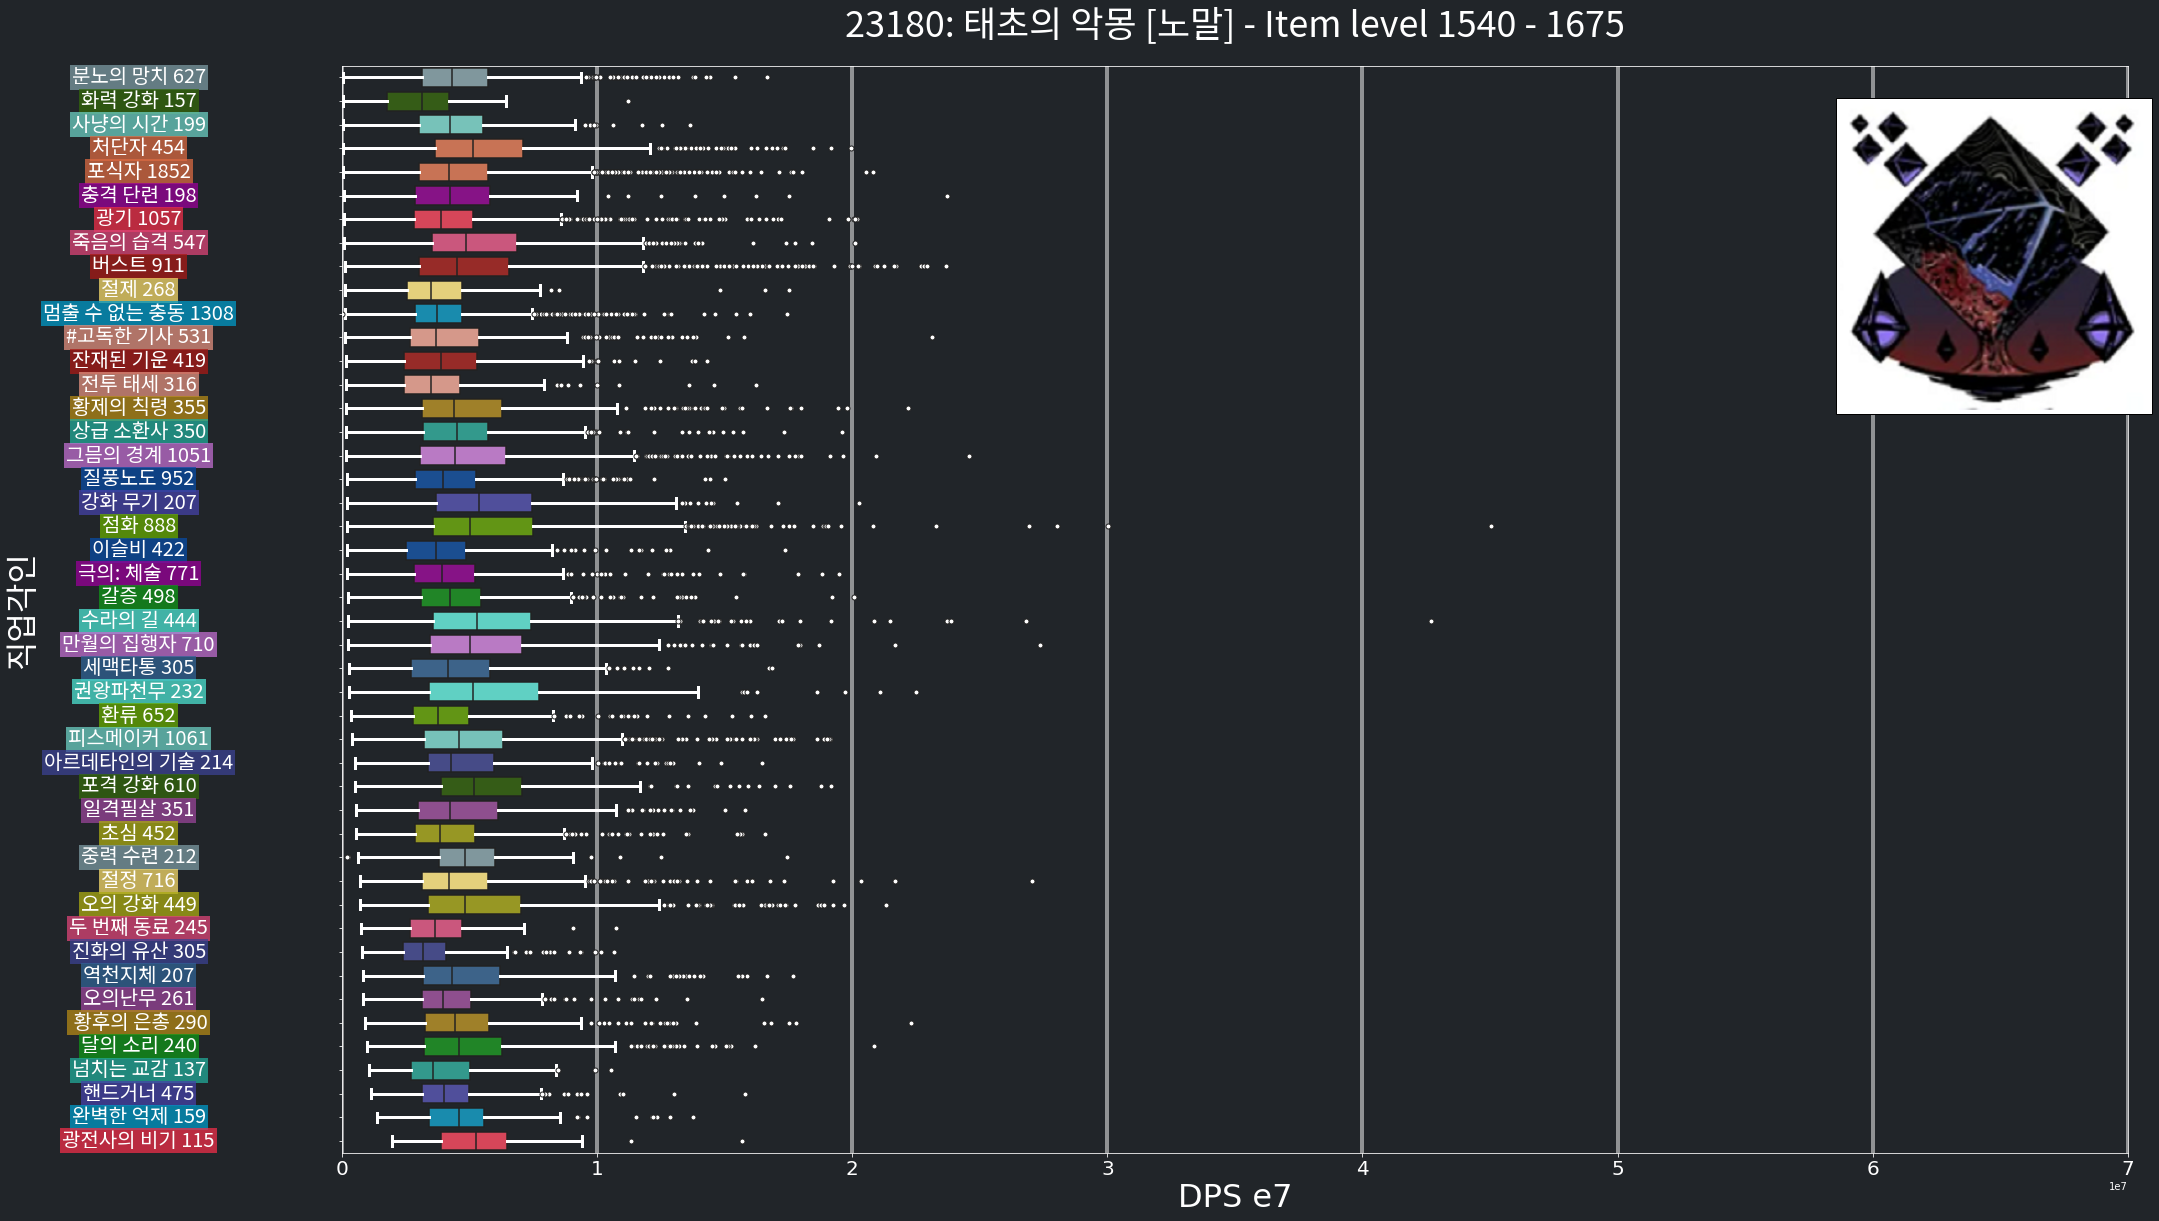 23180: 태초의 악몽 [노말] - Item level 1540 - 1675
직업각인
분노의 망치 627
화력 강화 157
사냥의 시간 199
처단자 454
포식자 1852
충격 단련 198
광기 1057
죽음의 습격 547
버스트 911
절제 268
멈출 수 없는 충동 1308
#고독한 기사 531
잔재된 기운 419
전투 태세 316
황제의 칙령 355
상급 소환사 350
그믐의 경계 1051
질풍노도 952
강화 무기 207
점화 888
이슬비 422
극의: 체술 771
갈증 498
수라의 길 444
만월의 집행자 710
세맥타통 305
권왕파천무 232
환류 652
피스메이커 1061
아르데타인의 기술 214
포격 강화 610
일격필살 351
초심 452
중력 수련 212
절정 716
오의 강화 449
두 번째 동료 245
진화의 유산 305
역천지체 207
오의난무 261
황후의 은총 290
달의 소리 240
넘치는 교감 137
핸드거너 475
완벽한 억제 159
광전사의 비기 115
0 1 2 3 4 5 6 7
DPS e7
1e7